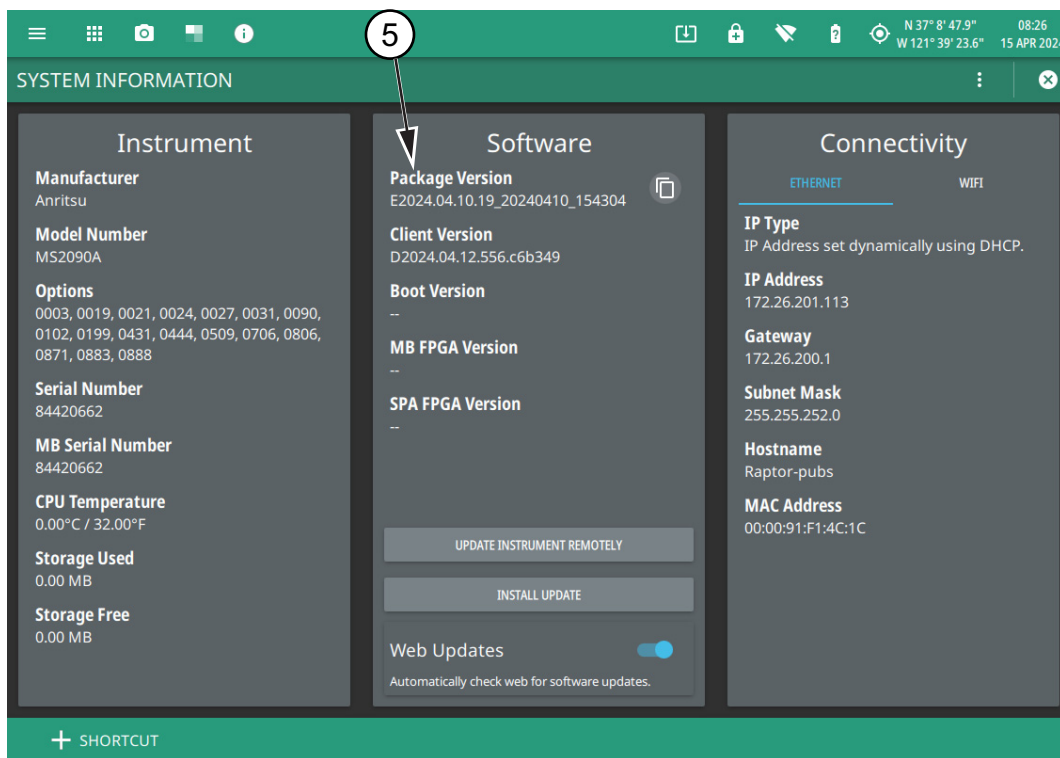 5
N 37° 8' 47.9"
W 121° 39' 23.6"
08:26
15 APR 2024
SYSTEM INFORMATION
Instrument
Manufacturer
Anritsu
Model Number
MS2090A
Options
0003, 0019, 0021, 0024, 0027, 0031, 0090,
0102, 0199, 0431, 0444, 0509, 0706, 0806,
0871, 0883, 0888
Serial Number
84420662
MB Serial Number
84420662
CPU Temperature
0.00°C / 32.00°F
Storage Used
0.00 MB
Storage Free
0.00 MB
Software
Package Version
E2024.04.10.19_20240410_154304
Client Version
D2024.04.12.556.c6b349
Boot Version
--
MB FPGA Version
--
SPA FPGA Version
--
UPDATE INSTRUMENT REMOTELY
INSTALL UPDATE
Web Updates
Automatically check web for software updates.
Connectivity
ETHERNET
WIFI
IP Type
IP Address set dynamically using DHCP.
IP Address
172.26.201.113
Gateway
172.26.200.1
Subnet Mask
255.255.252.0
Hostname
Raptor-pubs
MAC Address
00:00:91:F1:4C:1C
SHORTCUT